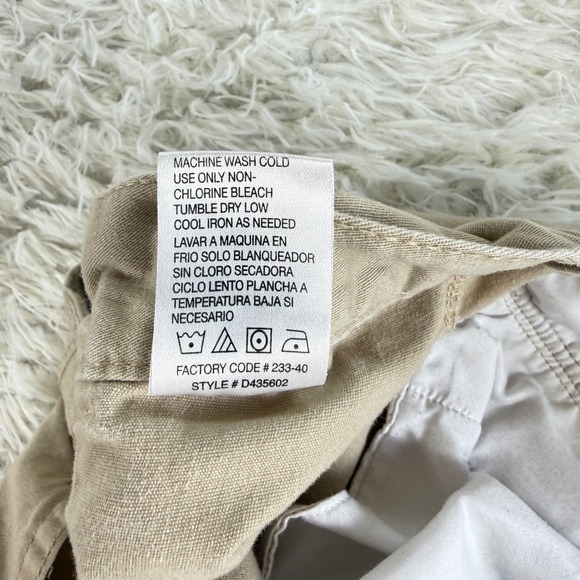 MACHINE WASH COLD
USE ONLY NON-
CHLORINE BLEACH
TUMBLE DRY LOW
COOL IRON AS NEEDED
LAVAR A MAQUINA EN
FRIO SOLO BLANQUEADOR
SIN CLORO SECADORA
CICLO LENTO PLANCHA A
TEMPERATURA BAJA SI
NECESARIO
FACTORY CODE # 233-40
STYLE # D435602